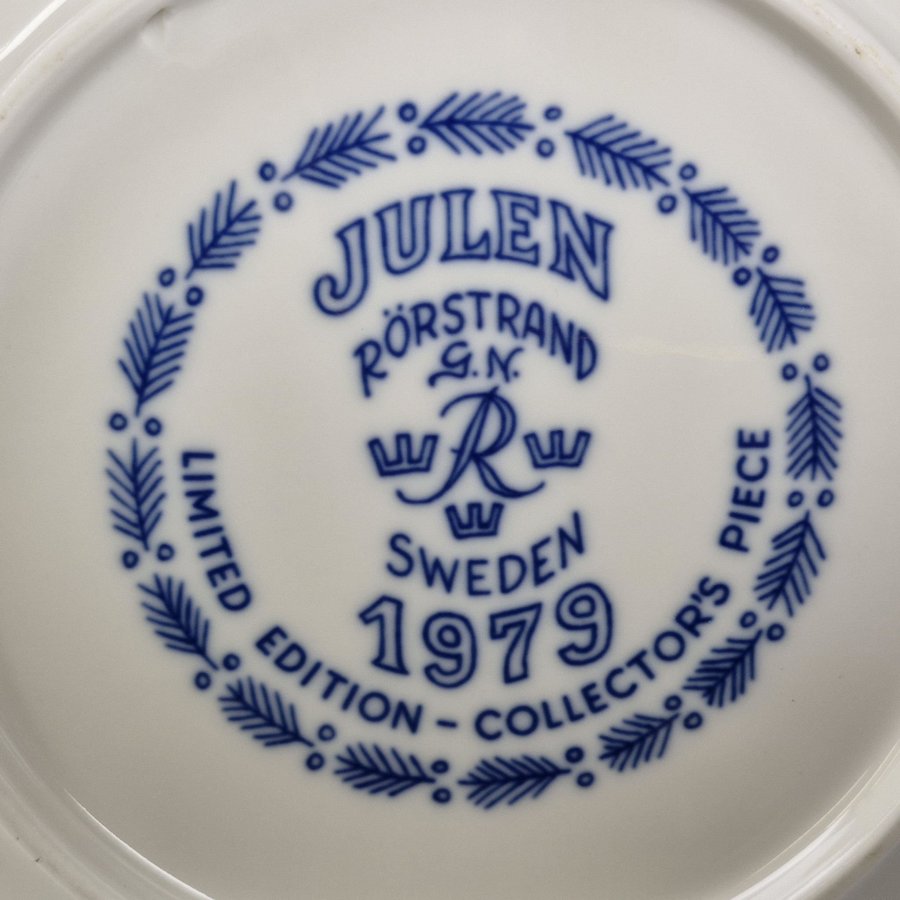 JULEN
RÖRSTRAND
G.N.
R
SWEDEN
1979
LIMITED EDITION - COLLECTOR'S PIECE